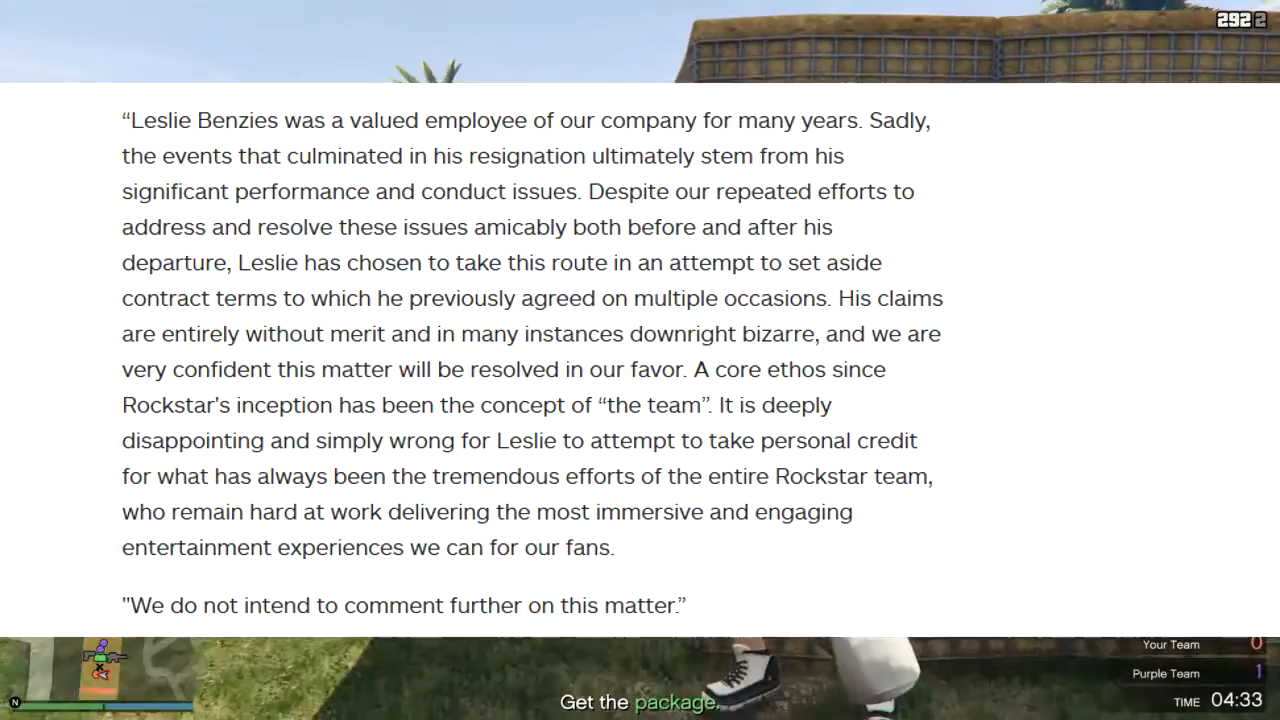 292 2
“Leslie Benzies was a valued employee of our company for many years. Sadly,
the events that culminated in his resignation ultimately stem from his
significant performance and conduct issues. Despite our repeated efforts to
address and resolve these issues amicably both before and after his
departure, Leslie has chosen to take this route in an attempt to set aside
contract terms to which he previously agreed on multiple occasions. His claims
are entirely without merit and in many instances downright bizarre, and we are
very confident this matter will be resolved in our favor. A core ethos since
Rockstar's inception has been the concept of “the team”. It is deeply
disappointing and simply wrong for Leslie to attempt to take personal credit
for what has always been the tremendous efforts of the entire Rockstar team,
who remain hard at work delivering the most immersive and engaging
entertainment experiences we can for our fans.
"We do not intend to comment further on this matter.”
Your Team 0
Purple Team 1
TIME 04:33
N
Get the package.